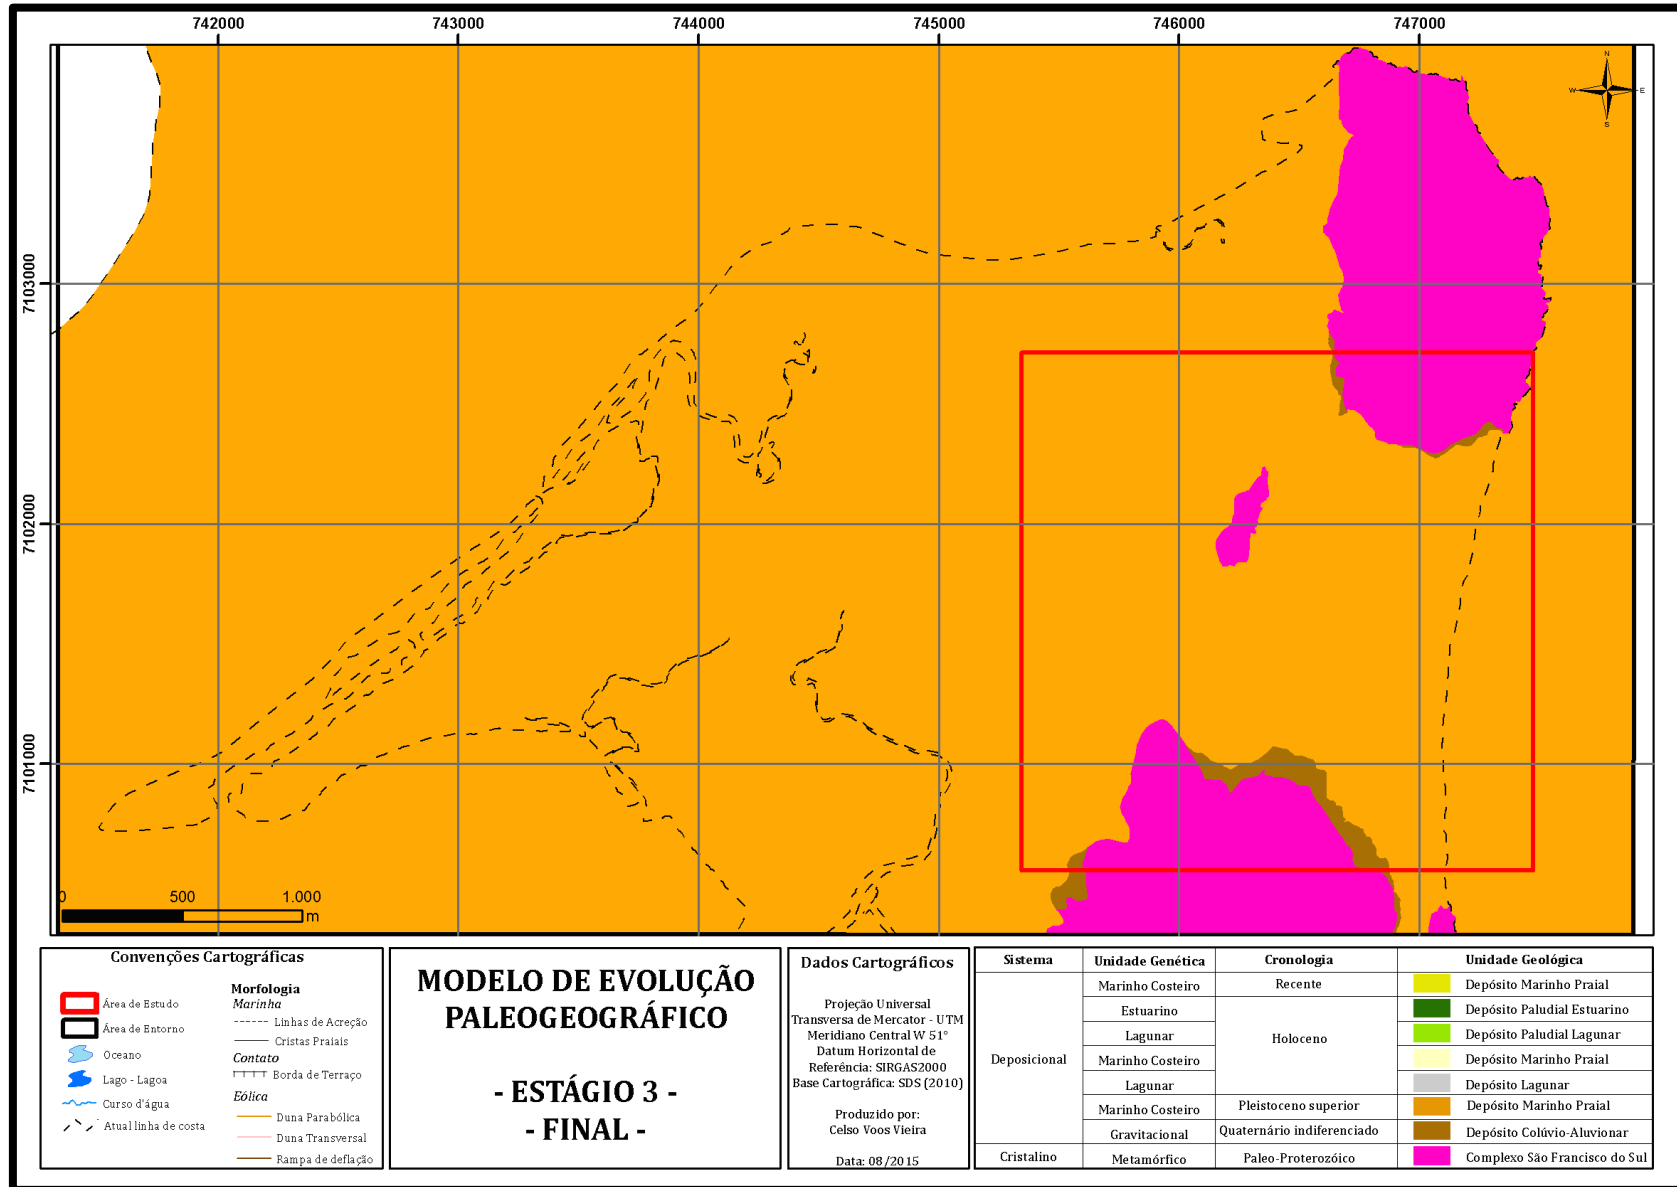 742000 743000 744000 745000 746000 747000
N
W E
S
7103000
7102000
7101000
0 500 1.000
m
Convenções Cartográficas
Área de Estudo
Área de Entorno
Oceano
Lago - Lagoa
Curso d'água
Atual linha de costa
Morfologia
Marinha
Linhas de Acreção
Cristas Praiais
Contato
Borda de Terraço
Eólica
Duna Parabólica
Duna Transversal
Rampa de deflação
MODELO DE EVOLUÇÃO
PALEOGEOGRÁFICO
- ESTÁGIO 3 -
- FINAL -
Dados Cartográficos
Projeção Universal
Transversa de Mercator - UTM
Meridiano Central W 51°
Datum Horizontal de
Referência: SIRGAS2000
Base Cartográfica: SDS (2010)
Produzido por:
Celso Voos Vieira
Data: 08/2015
Sistema Unidade Genética Cronologia Unidade Geológica
Marinho Costeiro Recente Depósito Marinho Praial
Estuarino Depósito Paludial Estuarino
Lagunar Holoceno Depósito Paludial Lagunar
Deposicional Marinho Costeiro Depósito Marinho Praial
Lagunar Depósito Lagunar
Marinho Costeiro Pleistoceno superior Depósito Marinho Praial
Gravitacional Quaternário indiferenciado Depósito Colúvio-Aluvionar
Cristalino Metamórfico Paleo-Proterozóico Complexo São Francisco do Sul